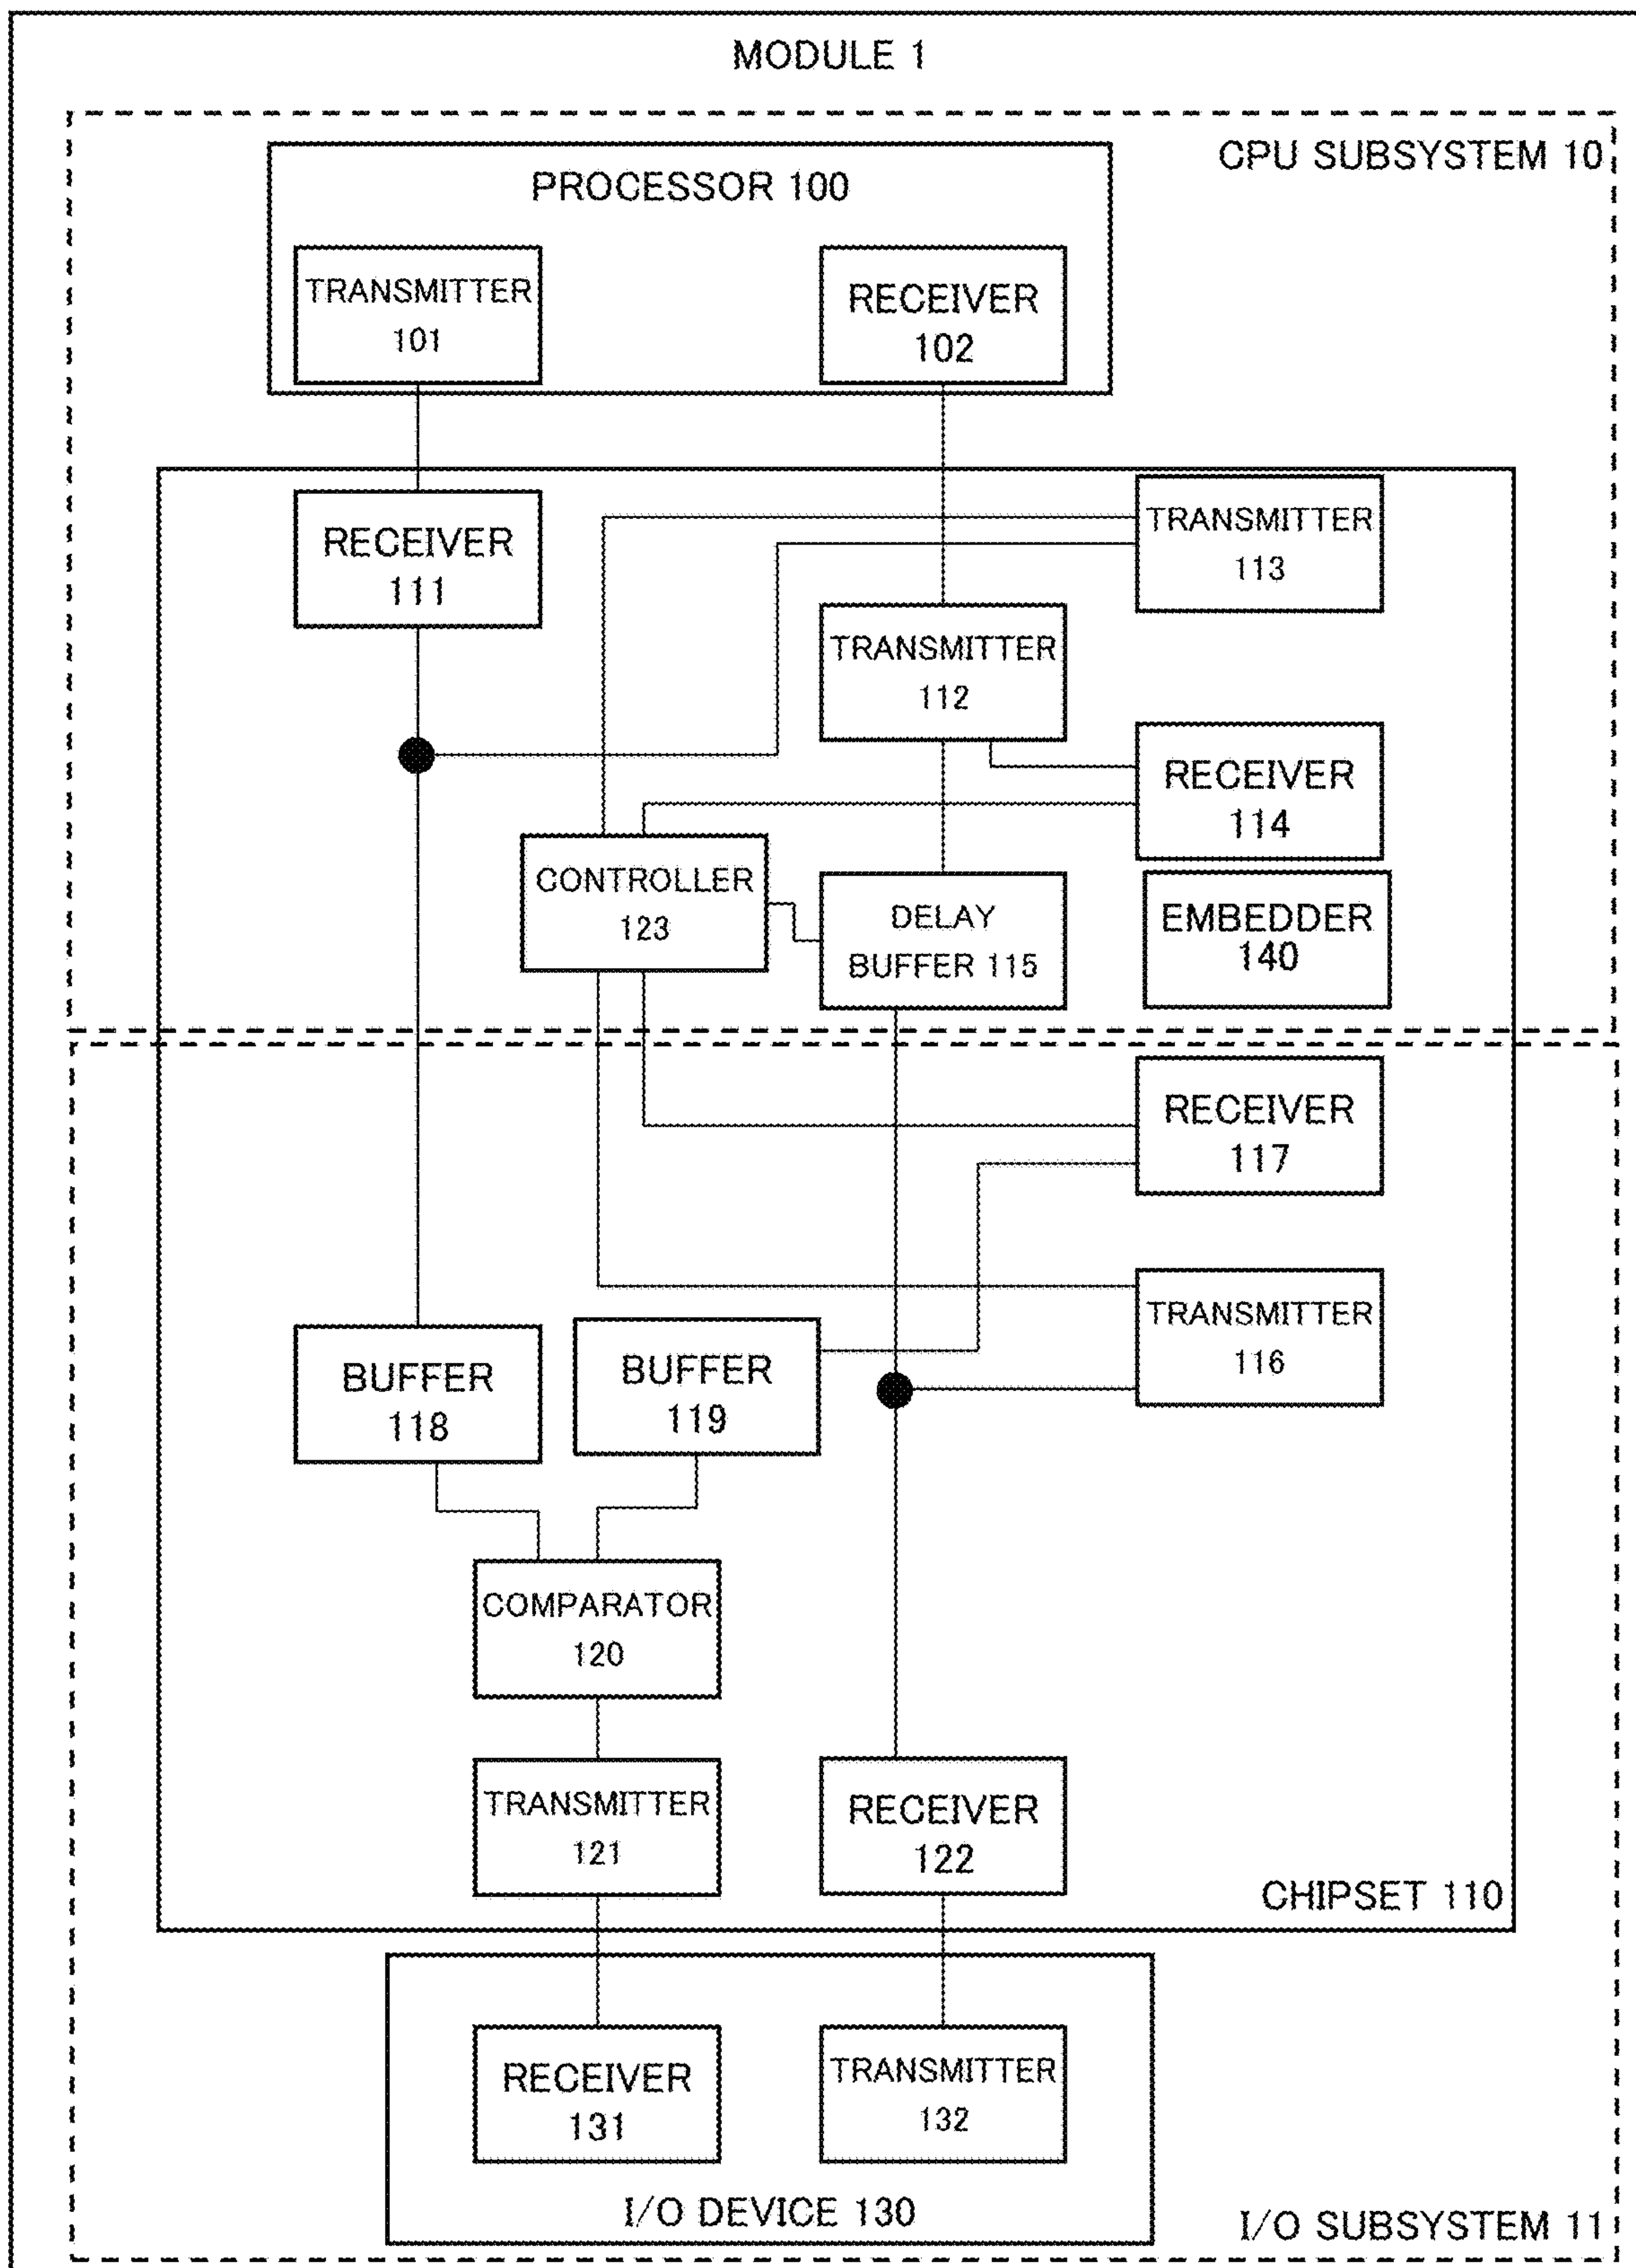 MODULE 1
CPU SUBSYSTEM 10
PROCESSOR 100
TRANSMITTER
101
RECEIVER
102
RECEIVER
111
TRANSMITTER
113
TRANSMITTER
112
RECEIVER
114
CONTROLLER
123
DELAY
BUFFER 115
EMBEDDER
140
RECEIVER
117
TRANSMITTER
116
BUFFER
118
BUFFER
119
COMPARATOR
120
TRANSMITTER
121
RECEIVER
122
CHIPSET 110
RECEIVER
131
TRANSMITTER
132
I/O DEVICE 130
I/O SUBSYSTEM 11